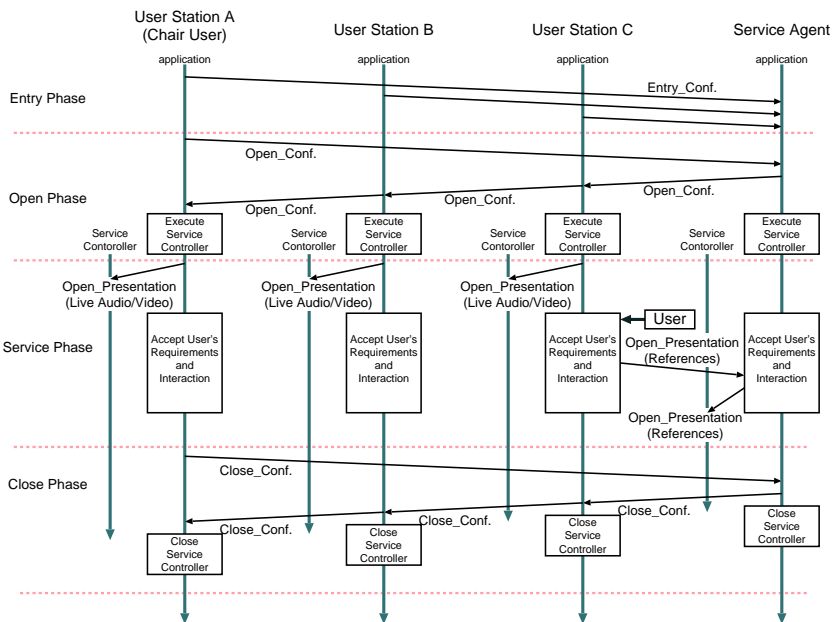 User Station A
(Chair User)
User Station B
User Station C
Service Agent
application
application
application
application
Entry Phase
Entry_Conf.
Open_Conf.
Open Phase
Open_Conf.
Open_Conf.
Open_Conf.
Service
Contoroller
Execute
Service
Controller
Service
Contoroller
Execute
Service
Controller
Service
Contoroller
Execute
Service
Controller
Service
Contoroller
Execute
Service
Controller
Open_Presentation
(Live Audio/Video)
Open_Presentation
(Live Audio/Video)
Open_Presentation
(Live Audio/Video)
User
Service Phase
Accept User's
Requirements
and
Interaction
Accept User's
Requirements
and
Interaction
Accept User's
Requirements
and
Interaction
Open_Presentation
(References)
Accept User's
Requirements
and
Interaction
Open_Presentation
(References)
Close Phase
Close_Conf.
Close_Conf.
Close_Conf.
Close_Conf.
Close
Service
Controller
Close
Service
Controller
Close
Service
Controller
Close
Service
Controller